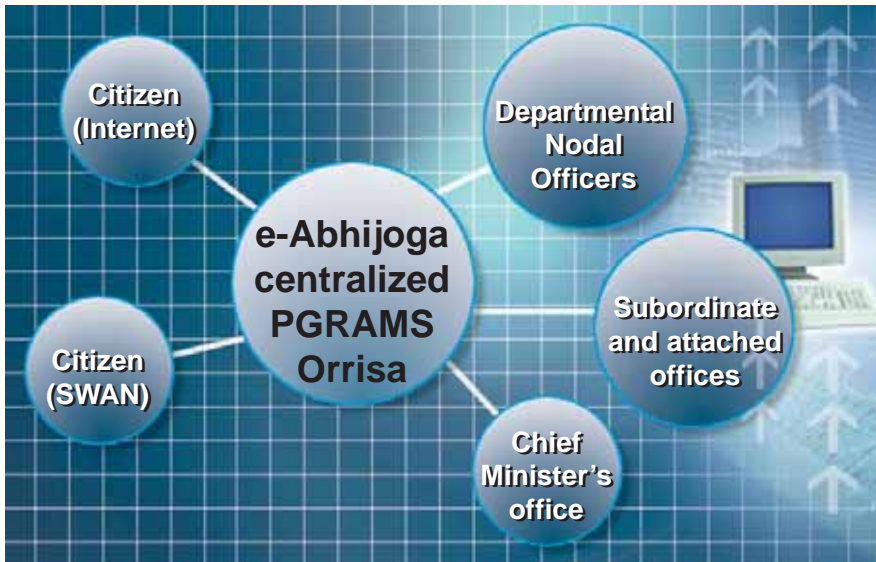 Citizen
(Internet)
Departmental
Nodal
Officers
e-Abhijoga
centralized
PGRAMS
Orrisa
Subordinate
and attached
offices
Citizen
(SWAN)
Chief
Minister's
office